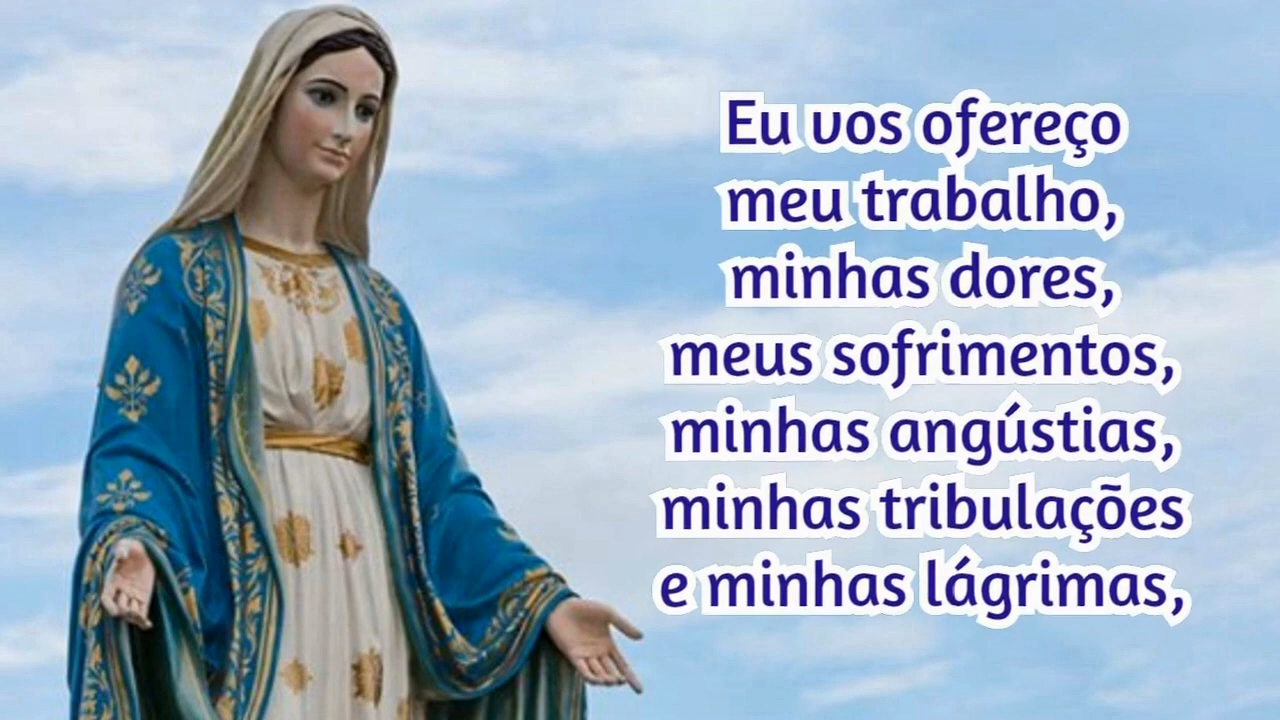 Eu vos ofereço
meu trabalho,
minhas dores,
meus sofrimentos,
minhas angústias,
minhas tribulações
e minhas lágrimas,